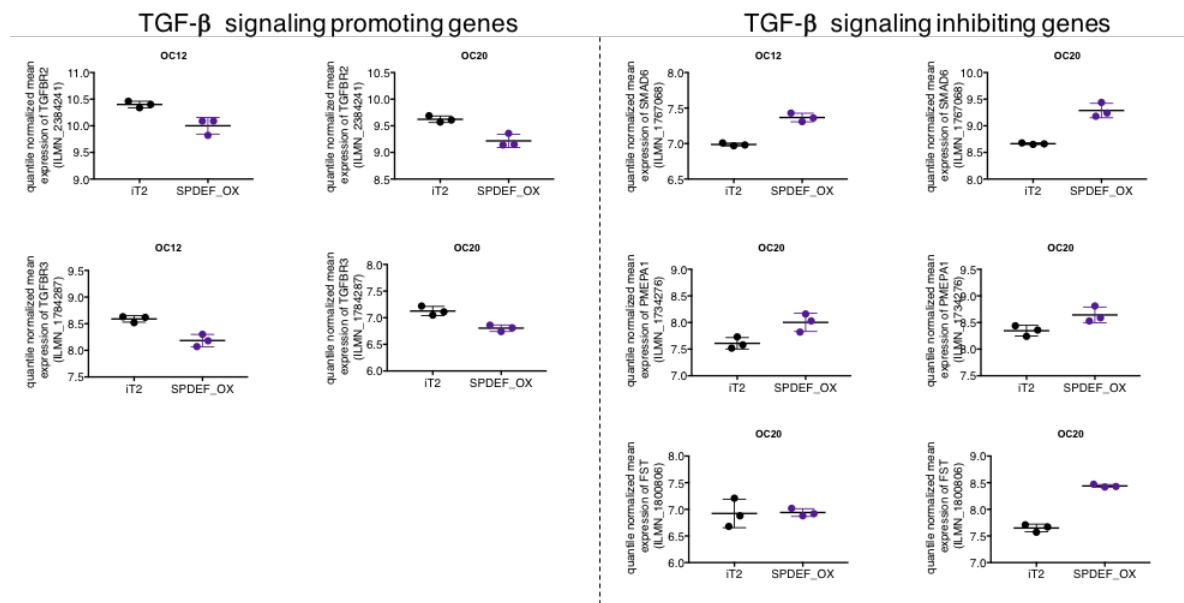 TGF-β signaling promoting genes
TGF-β signaling inhibiting genes
OC12
quantile normalized mean
expression of TGFBR2
(ILMN_2384241)
11.0
10.5
10.0
9.5
9.0
iT2
SPDEF_OX
OC20
quantile normalized mean
expression of TGFBR2
(ILMN_2384241)
10.5
10.0
9.5
9.0
8.5
iT2
SPDEF_OX
OC12
quantile normalized mean
expression of SMAD6
(ILMN_1767068)
8.0
7.5
7.0
6.5
iT2
SPDEF_OX
OC20
quantile normalized mean
expression of SMAD6
(ILMN_1767068)
10.0
9.5
9.0
8.5
8.0
iT2
SPDEF_OX
OC12
quantile normalized mean
expression of TGFBR3
(ILMN_1784287)
9.5
9.0
8.5
8.0
7.5
iT2
SPDEF_OX
OC20
quantile normalized mean
expression of TGFBR3
(ILMN_1784287)
8.0
7.5
7.0
6.5
6.0
iT2
SPDEF_OX
OC20
quantile normalized mean
expression of PMEPA1
(ILMN_1734276)
9.0
8.5
8.0
7.5
7.0
iT2
SPDEF_OX
OC20
quantile normalized mean
expression of PMEPA1
(ILMN_1734276)
9.5
9.0
8.5
8.0
7.5
iT2
SPDEF_OX
OC20
quantile normalized mean
expression of FST
(ILMN_1800806)
8.0
7.5
7.0
6.5
6.0
iT2
SPDEF_OX
OC20
quantile normalized mean
expression of FST
(ILMN_1800806)
9.0
8.5
8.0
7.5
7.0
iT2
SPDEF_OX